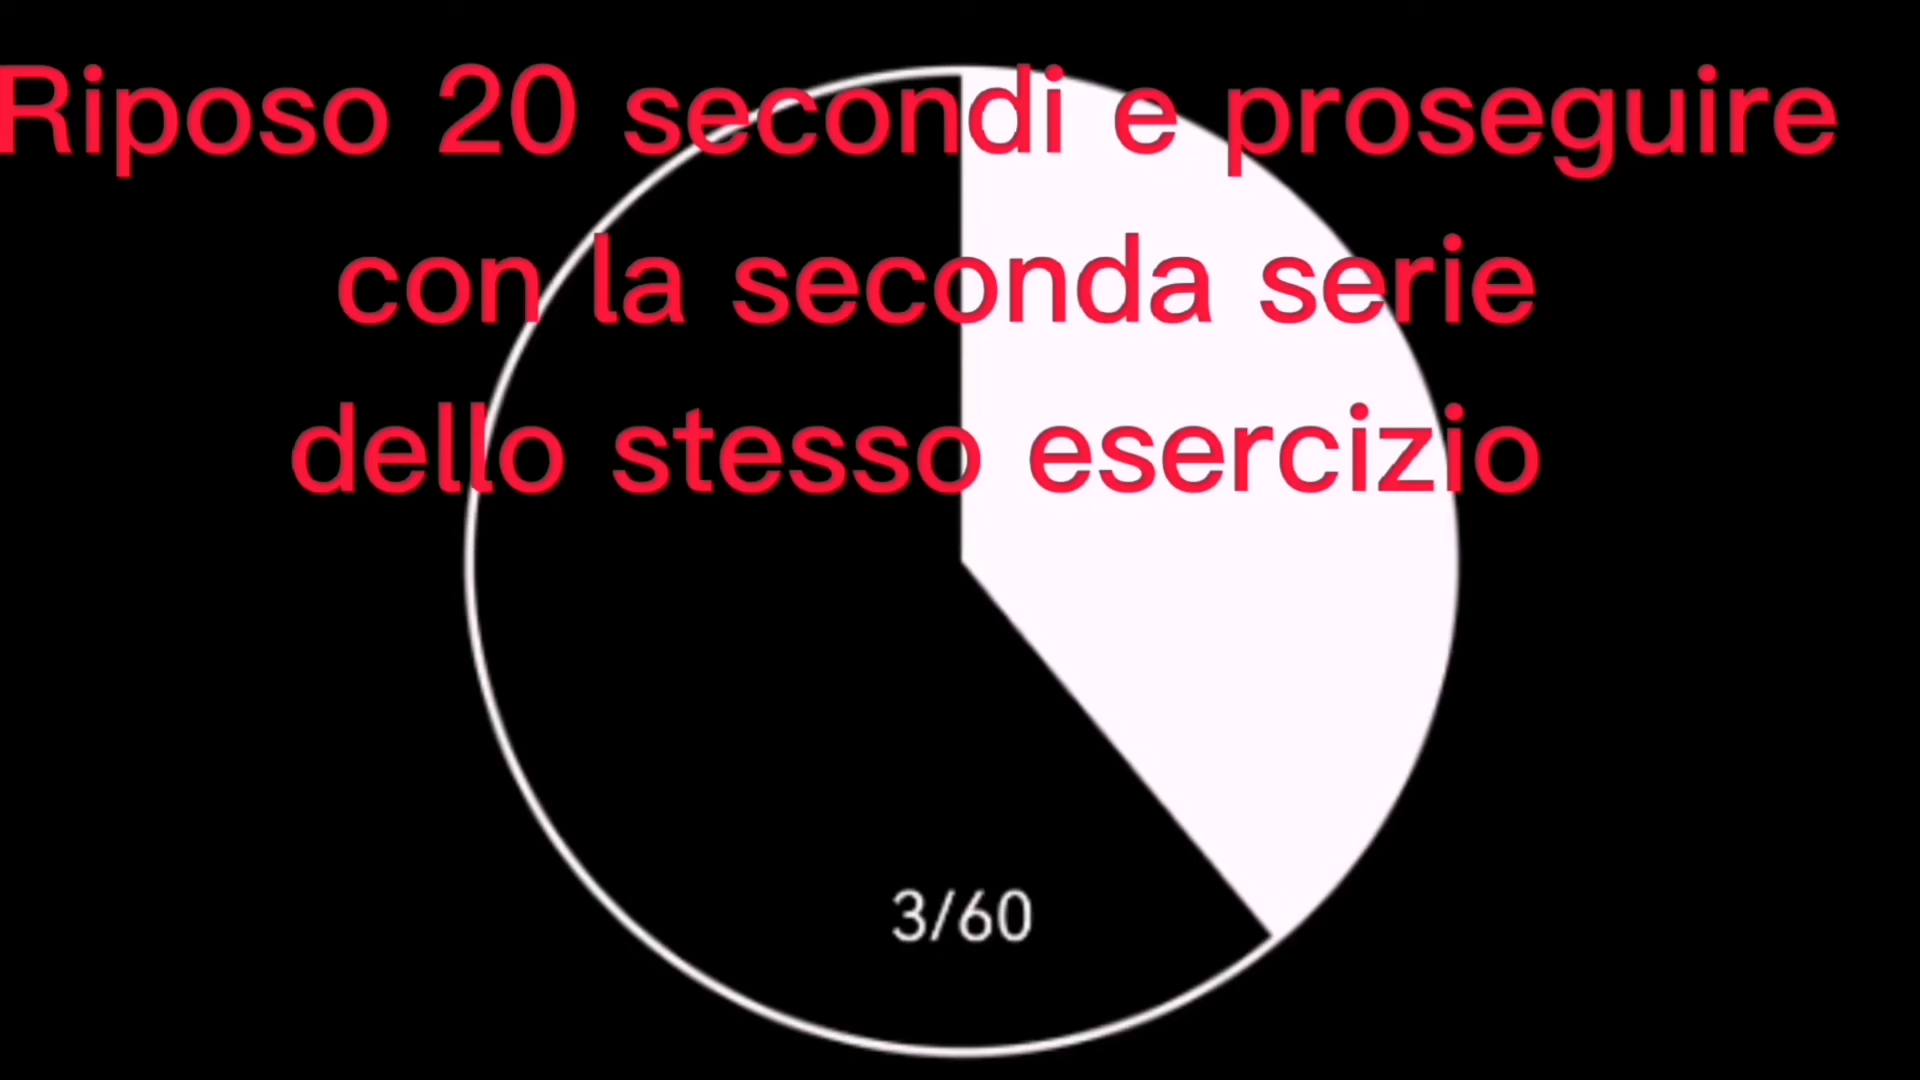 Riposo 20 secondi e proseguire
con la seconda serie
dello stesso esercizio
3/60